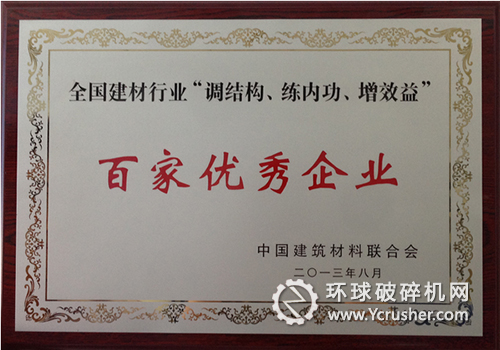 全国建材行业“调结构、练内功、增效益”
百家优秀企业
中国建筑材料联合会
二〇一三年八月
环球破碎机网
www.Ycrusher.com